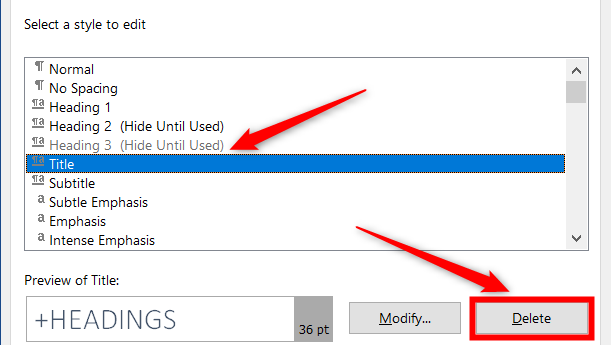 Select a style to edit
¶ Normal
¶ No Spacing
¶a Heading 1
¶a Heading 2 (Hide Until Used)
¶a Heading 3 (Hide Until Used)
¶a Title
¶a Subtitle
a Subtle Emphasis
a Emphasis
a Intense Emphasis
Preview of Title:
+HEADINGS
36 pt
Modify...
Delete